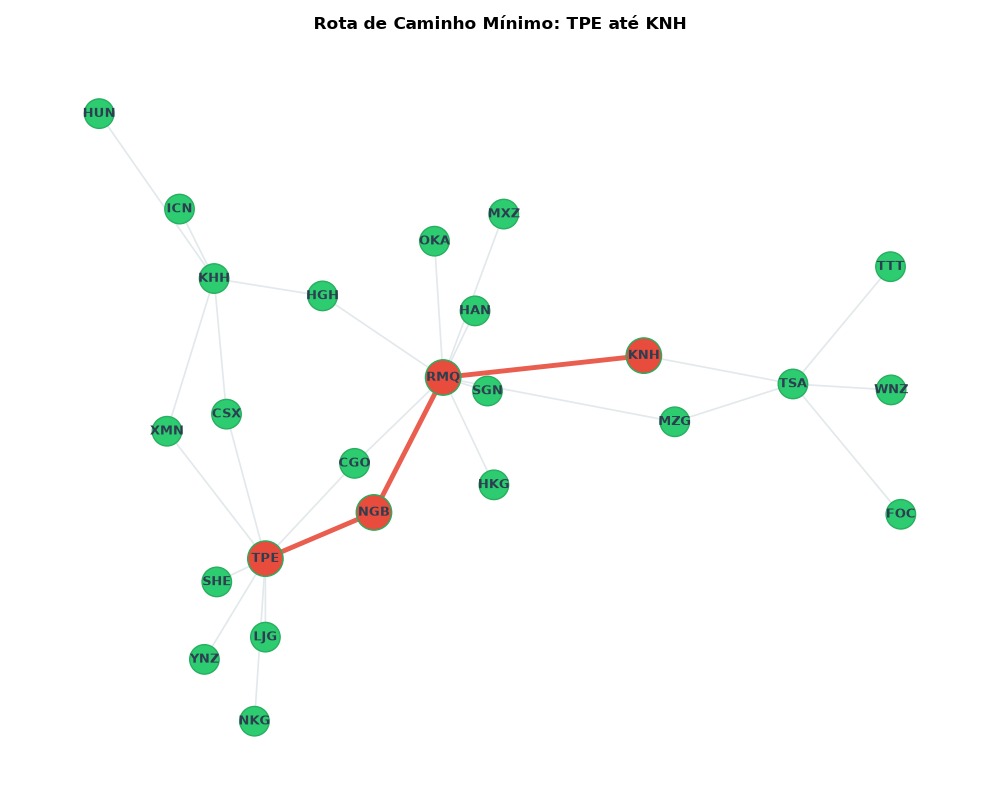 Rota de Caminho Mínimo: TPE até KNH
HUN
ICN
MXZ
OKA
TTT
KHH
HGH
HAN
KNH
RMQ
TSA
SGN
WNZ
CSX
MZG
XMN
CGO
HKG
NGB
FOC
TPE
SHE
LJG
YNZ
NKG